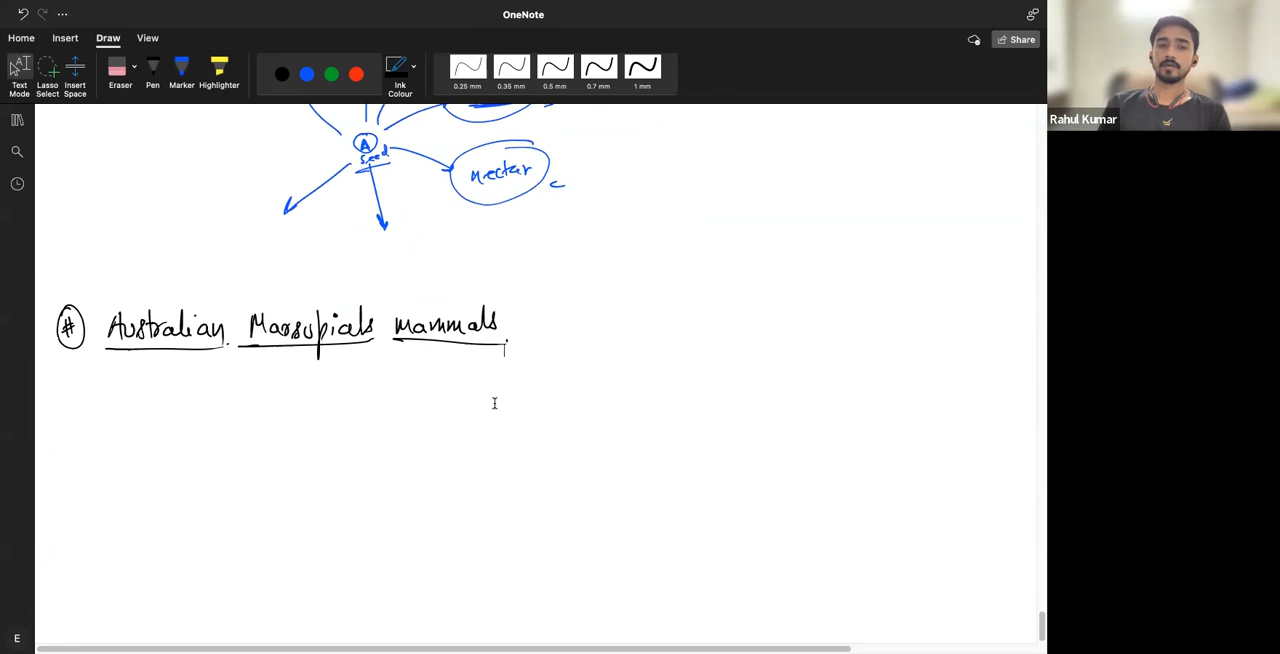 OneNote
Home Insert Draw View
Share
Text Mode
Lasso Select
Insert Space
Eraser
Pen
Marker
Highlighter
Ink Colour
0.25 mm 0.35 mm 0.5 mm 0.7 mm 1 mm
Rahul Kumar
A
Seed
Nectar
# Australian Marsupials mammals.
E